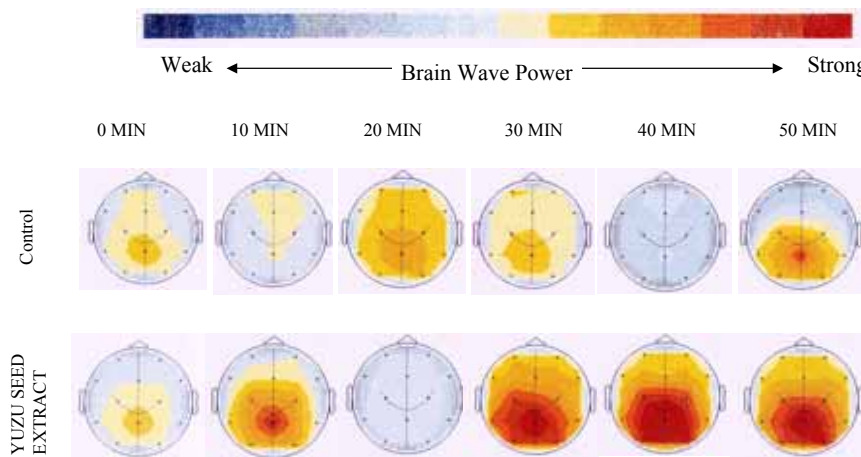 Weak Brain Wave Power Strong
0 MIN 10 MIN 20 MIN 30 MIN 40 MIN 50 MIN
Control
YUZU SEED
EXTRACT